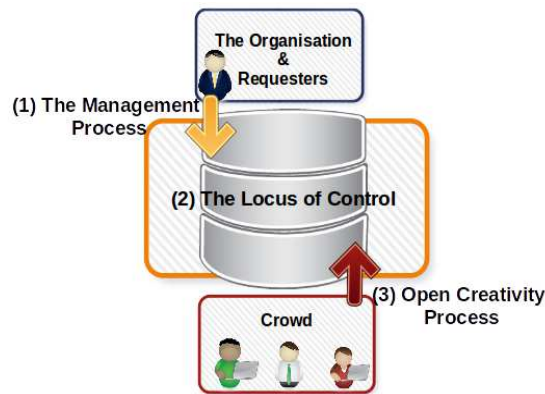 The Organisation
&
Requesters
(1) The Management
Process
(2) The Locus of Control
(3) Open Creativity
Process
Crowd